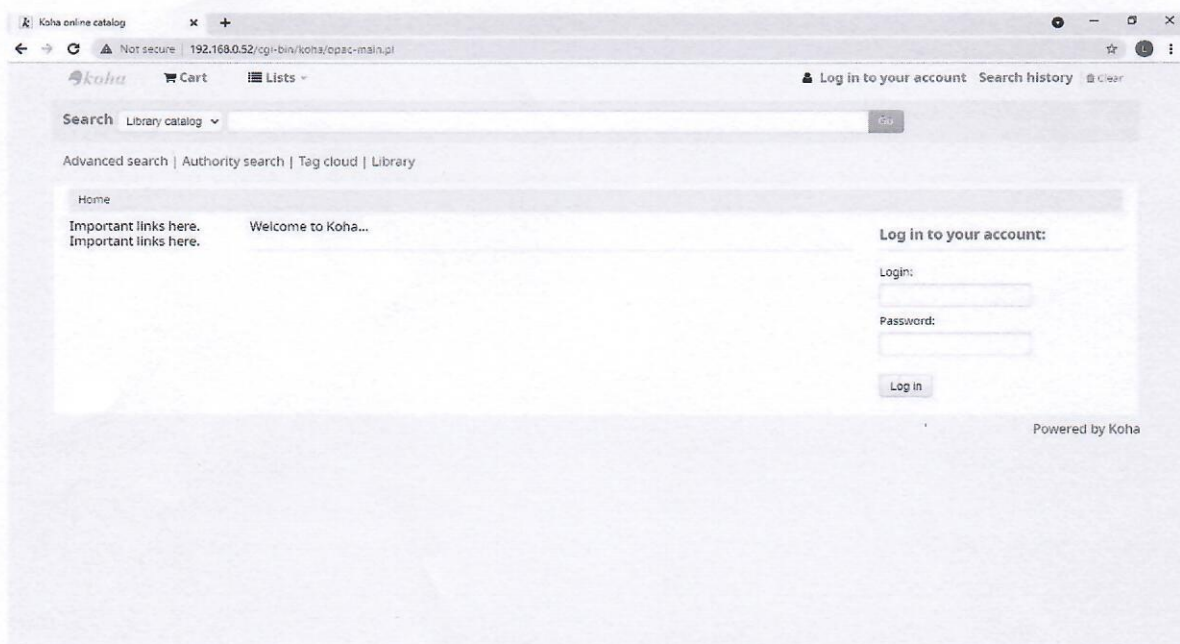 Koha online catalog
Not secure | 192.168.0.52/cgi-bin/koha/opac-main.pl
koha Cart Lists Log in to your account Search history Clear
Search Library catalog Go
Advanced search | Authority search | Tag cloud | Library
Home
Important links here. Welcome to Koha...
Important links here.
Log in to your account:
Login:
Password:
Log in
Powered by Koha